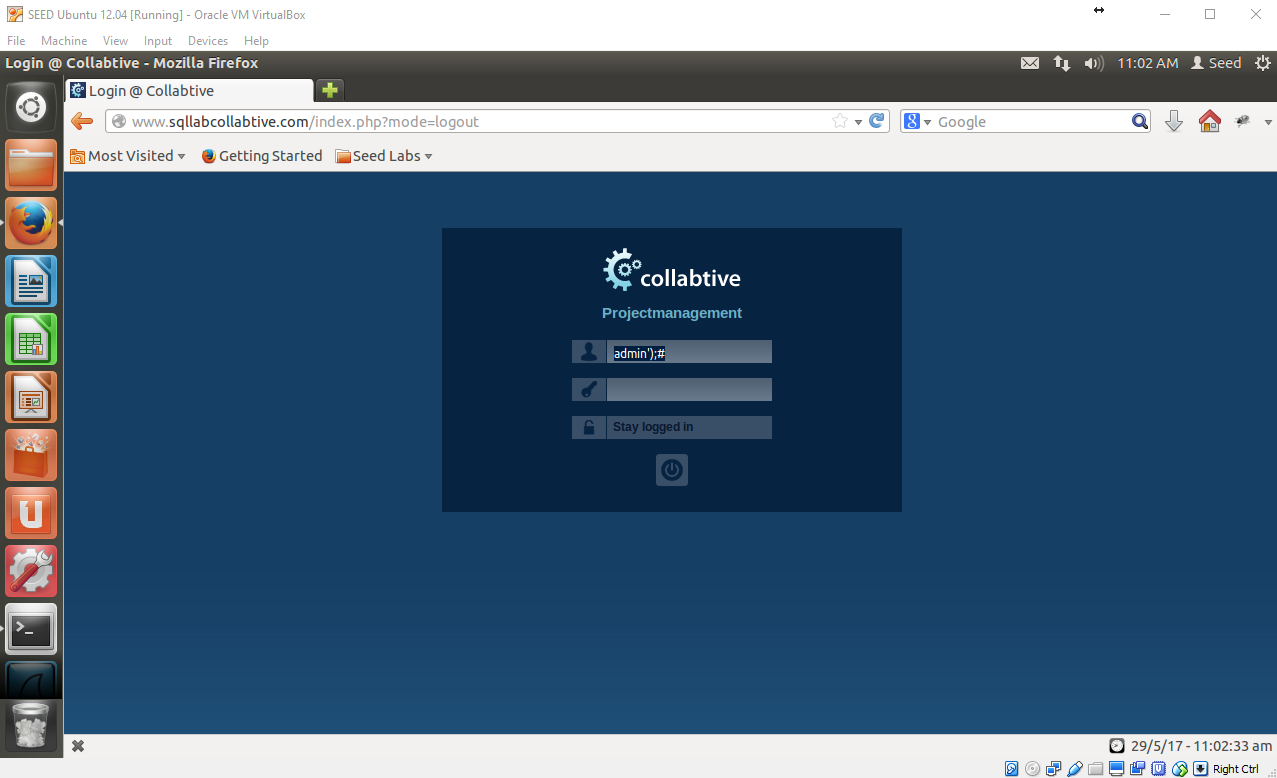 SEED Ubuntu 12.04 [Running] - Oracle VM VirtualBox
File Machine View Input Devices Help
Login @ Collabtive - Mozilla Firefox 11:02 AM Seed
Login @ Collabtive
www.sqllabcollabtive.com/index.php?mode=logout Google
Most Visited Getting Started Seed Labs
collabtive
Projectmanagement
admin');#
Stay logged in
29/5/17 - 11:02:33 am
Right Ctrl